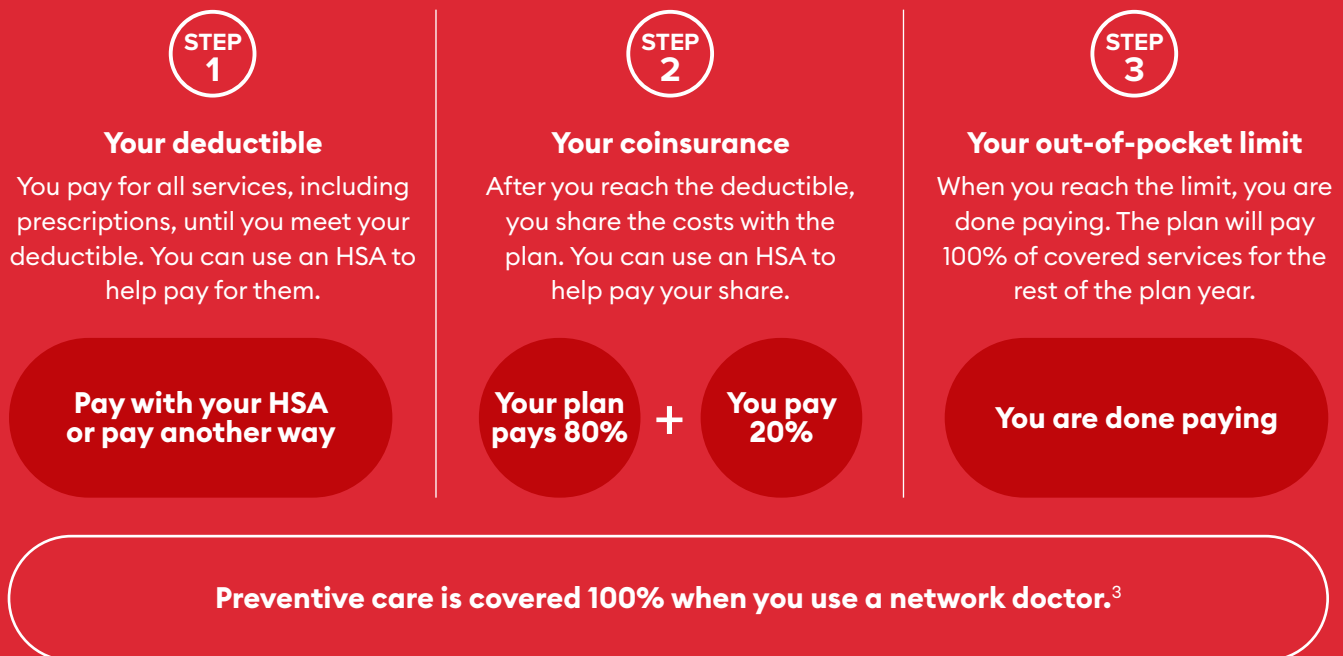 STEP
1
Your deductible
You pay for all services, including
prescriptions, until you meet your
deductible. You can use an HSA to
help pay for them.
Pay with your HSA
or pay another way
STEP
2
Your coinsurance
After you reach the deductible,
you share the costs with the
plan. You can use an HSA to
help pay your share.
Your plan
pays 80%
+
You pay
20%
STEP
3
Your out-of-pocket limit
When you reach the limit, you are
done paying. The plan will pay
100% of covered services for the
rest of the plan year.
You are done paying
Preventive care is covered 100% when you use a network doctor.³